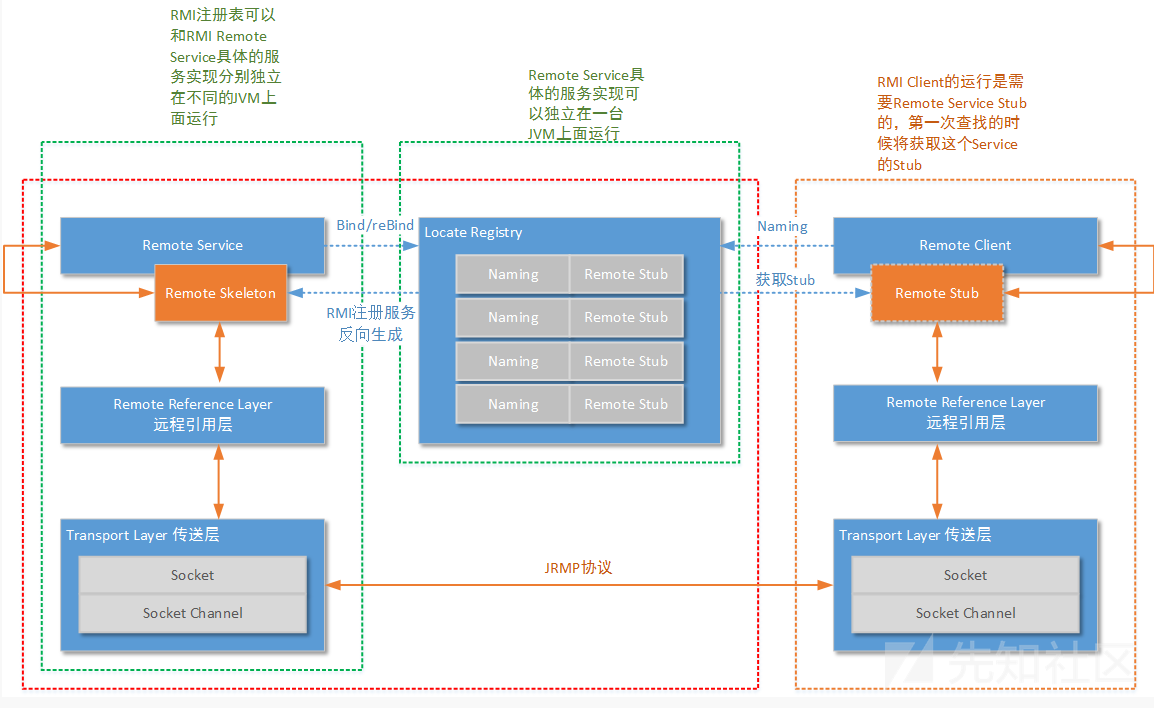 RMI注册表可以
和RMI Remote
Service具体的服
务实现分别独立
在不同的JVM上
面运行
Remote Service具
体的服务实现可
以独立在一台
JVM上面运行
RMI Client的运行是需
要Remote Service Stub
的，第一次查找的时
候将获取这个Service
的Stub
Remote Service
Remote Skeleton
Bind/reBind
RMI注册服务
反向生成
Locate Registry
Naming
Remote Stub
Naming
Remote Stub
Naming
Remote Stub
Naming
Remote Stub
Naming
获取Stub
Remote Client
Remote Stub
Remote Reference Layer
远程引用层
Remote Reference Layer
远程引用层
Transport Layer 传送层
Socket
Socket Channel
JRMP协议
Transport Layer 传送层
Socket
Socket Channel
先知社区